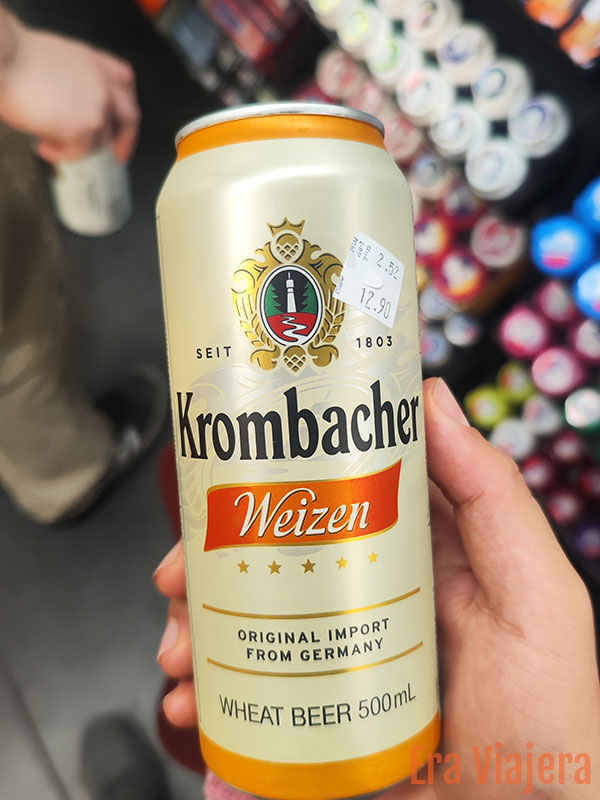 2.52
12.90
SEIT 1803
Krombacher
Weizen
ORIGINAL IMPORT
FROM GERMANY
WHEAT BEER 500mL
Era Viajera